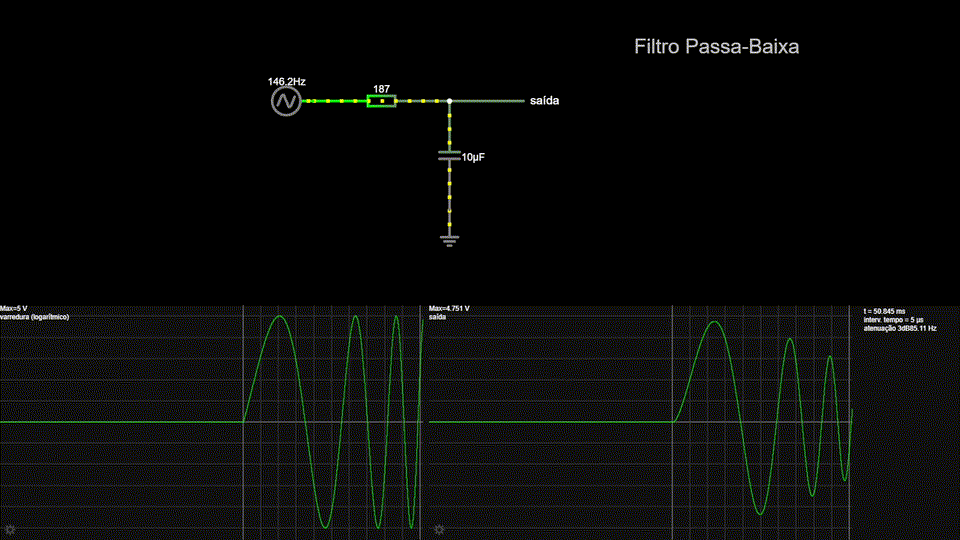 Filtro Passa-Baixa
146.2Hz
187
saída
10µF
Max=5 V
varredura (logarítmico)
Max=4.751 V
saída
t = 50.845 ms
interv. tempo = 5 µs
atenuação 3dB85.11 Hz